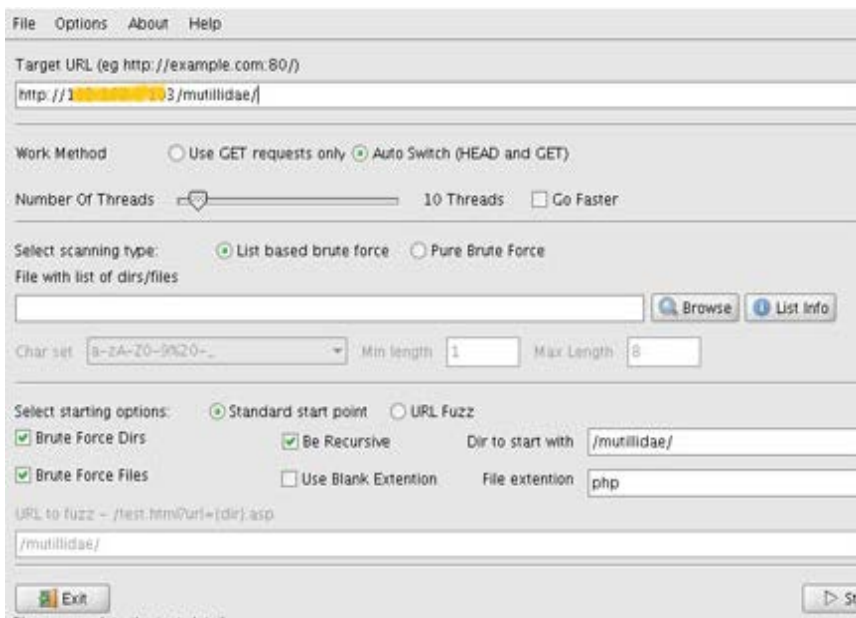 File Options About Help
Target URL (eg http://example.com:80/)
http://1 3/mutillidae/
Work Method Use GET requests only Auto Switch (HEAD and GET)
Number Of Threads 10 Threads Go Faster
Select scanning type: List based brute force Pure Brute Force
File with list of dirs/files
Browse List Info
Char set a-zA-Z0-9%20-_ Min length 1 Max Length 8
Select starting options: Standard start point URL Fuzz
Brute Force Dirs Be Recursive Dir to start with /mutillidae/
Brute Force Files Use Blank Extention File extention php
URL to fuzz - /test.html?url={dir}.asp
/mutillidae/
Exit St